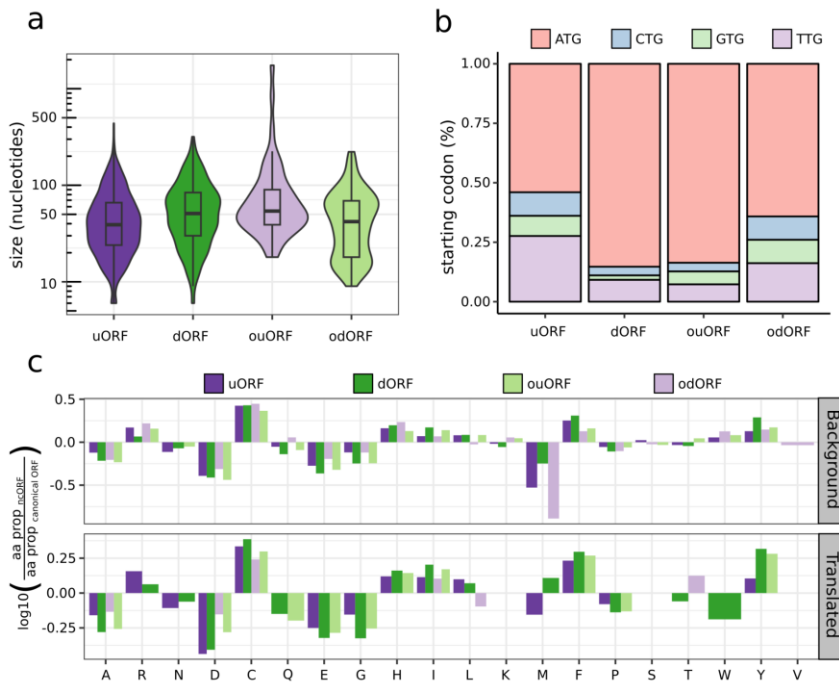 a
size (nucleotides)
500
100
50
10
uORF dORF ouORF odORF
b
ATG CTG GTG TTG
starting codon (%)
1.00
0.75
0.50
0.25
0.00
uORF dORF ouORF odORF
c
uORF dORF ouORF odORF
log10(aa prop ncORF / aa prop canonical ORF)
0.5
0.0
-0.5
Background
0.25
0.00
-0.25
Translated
A R N D C Q E G H I L K M F P S T W Y V